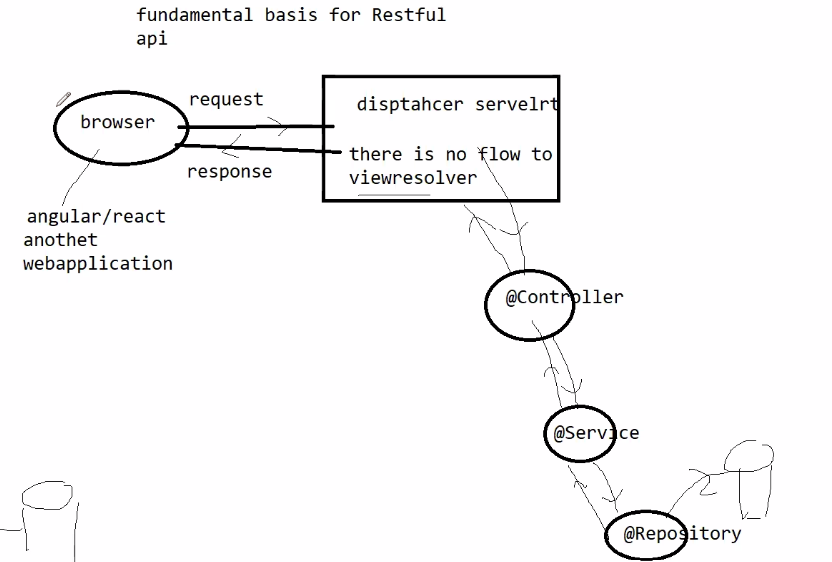 fundamental basis for Restful
api
request
disptahcer servelrt
browser
there is no flow to
response
viewresolver
angular/react
anothet
webapplication
@Controller
@Service
@Repository